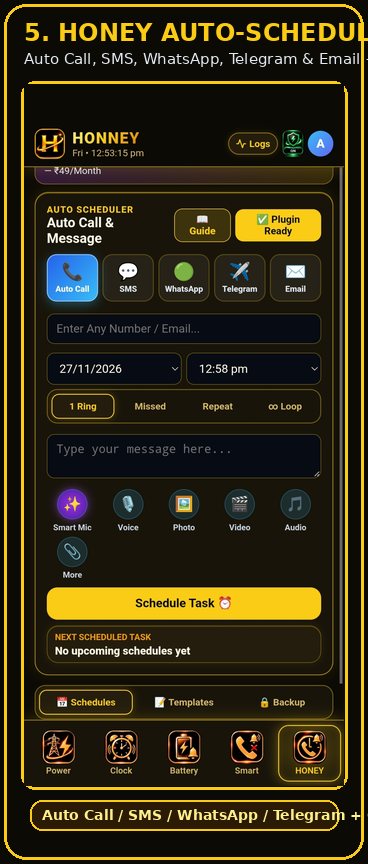 5. HONEY AUTO-SCHEDUL
Auto Call, SMS, WhatsApp, Telegram & Email
HONNEY
Fri • 12:53:15 pm
Logs
ON
A
— ₹49/Month
AUTO SCHEDULER
Auto Call &
Message
📖
Guide
✅ Plugin
Ready
Auto Call
SMS
WhatsApp
Telegram
Email
Enter Any Number / Email...
27/11/2026
12:58 pm
1 Ring
Missed
Repeat
∞ Loop
Type your message here...
Smart Mic
Voice
Photo
Video
Audio
More
Schedule Task ⏰
NEXT SCHEDULED TASK
No upcoming schedules yet
📅 Schedules
📝 Templates
🔒 Backup
Power
Clock
Battery
Smart
HONEY
Auto Call / SMS / WhatsApp / Telegram +